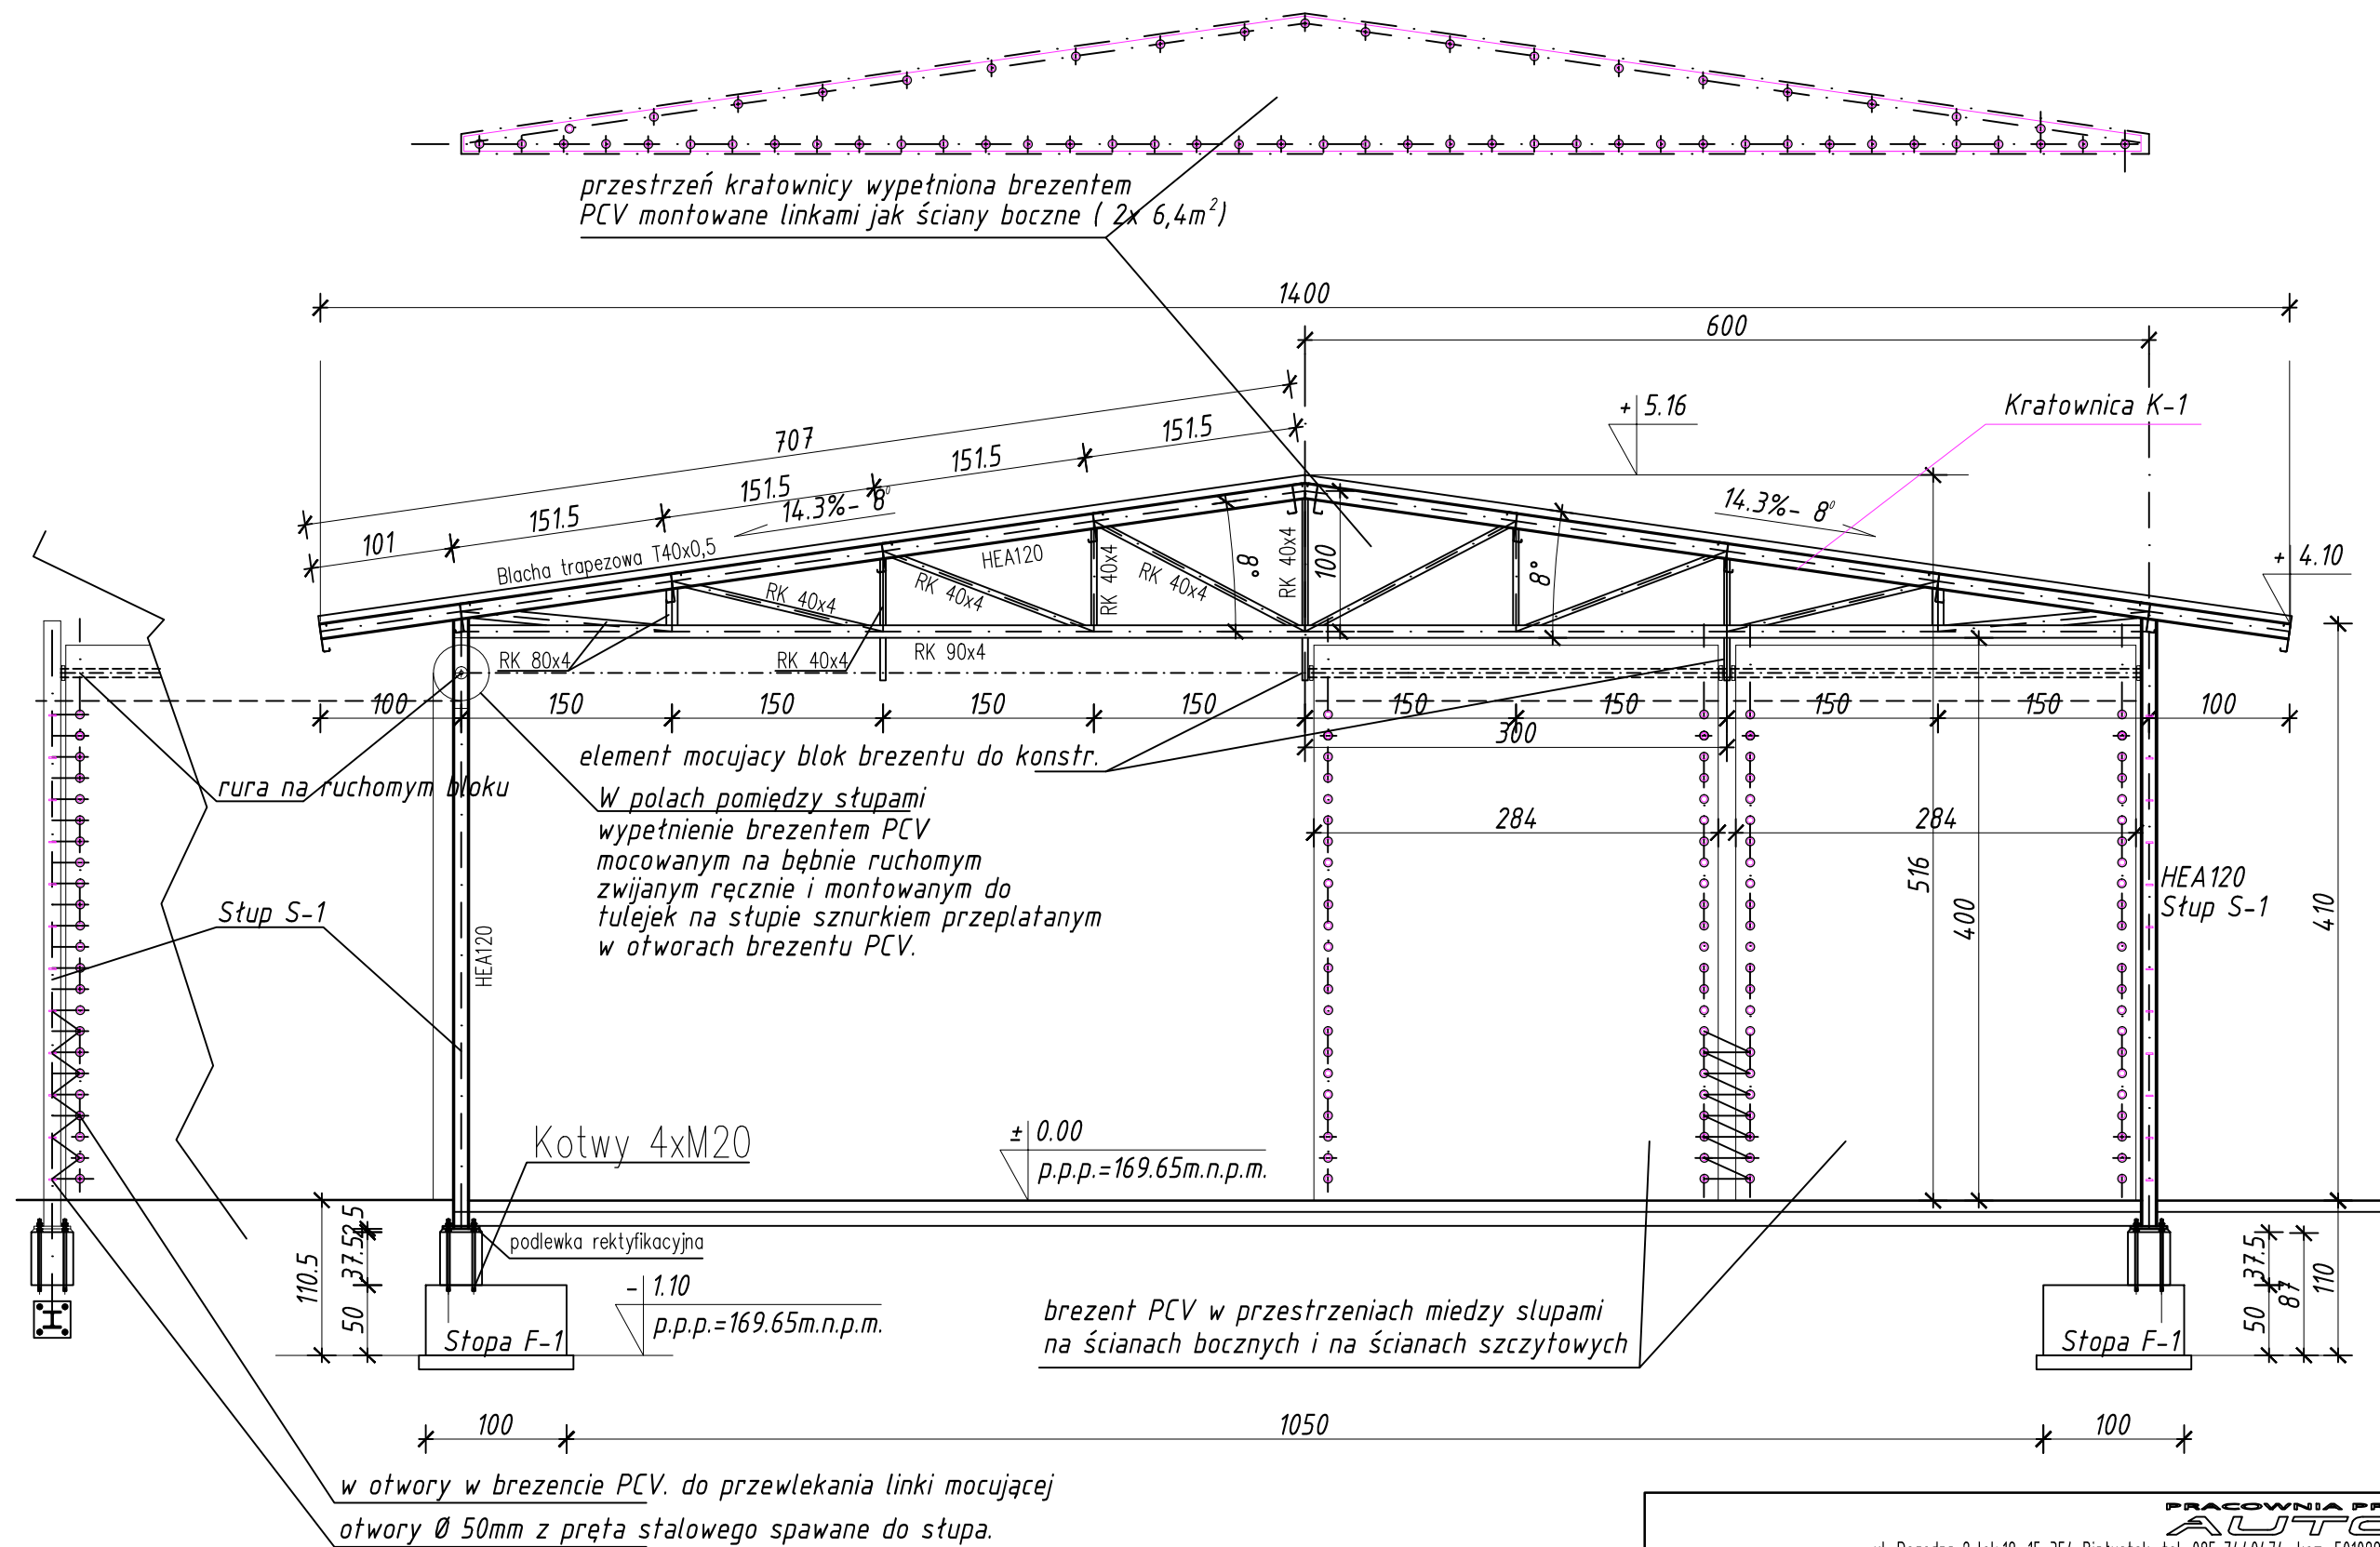 przestrzeń kratownicy wypełniona brezentem
PCV montowane linkami jak ściany boczne ( 2x 6,4m²)
1400
600
+ 5.16
Kratownica K-1
707
151.5
151.5
151.5
151.5
101
14.3%- 8⁰
14.3%- 8⁰
+ 4.10
Blacha trapezowa T40x0,5
HEA120
RK 40x4
RK 40x4
RK 40x4
RK 40x4
RK 40x4
8°
100
8°
RK 80x4
RK 40x4
RK 90x4
100
150
150
150
150
150
150
150
150
100
300
element mocujacy blok brezentu do konstr.
rura na ruchomym bloku
W polach pomiędzy słupami
wypełnienie brezentem PCV
mocowanym na bębnie ruchomym
zwijanym ręcznie i montowanym do
tulejek na słupie sznurkiem przeplatanym
w otworach brezentu PCV.
284
284
516
400
410
HEA120
Słup S-1
Słup S-1
HEA120
Kotwy 4xM20
± 0.00
p.p.p.=169.65m.n.p.m.
podlewka rektyfikacyjna
110.5
37.5
2.5
50
- 1.10
p.p.p.=169.65m.n.p.m.
Stopa F-1
brezent PCV w przestrzeniach miedzy slupami
na ścianach bocznych i na ścianach szczytowych
Stopa F-1
37.5
50
87
110
100
1050
100
w otwory w brezencie PCV. do przewlekania linki mocującej
otwory Ø 50mm z pręta stalowego spawane do słupa.
PRACOWNIA